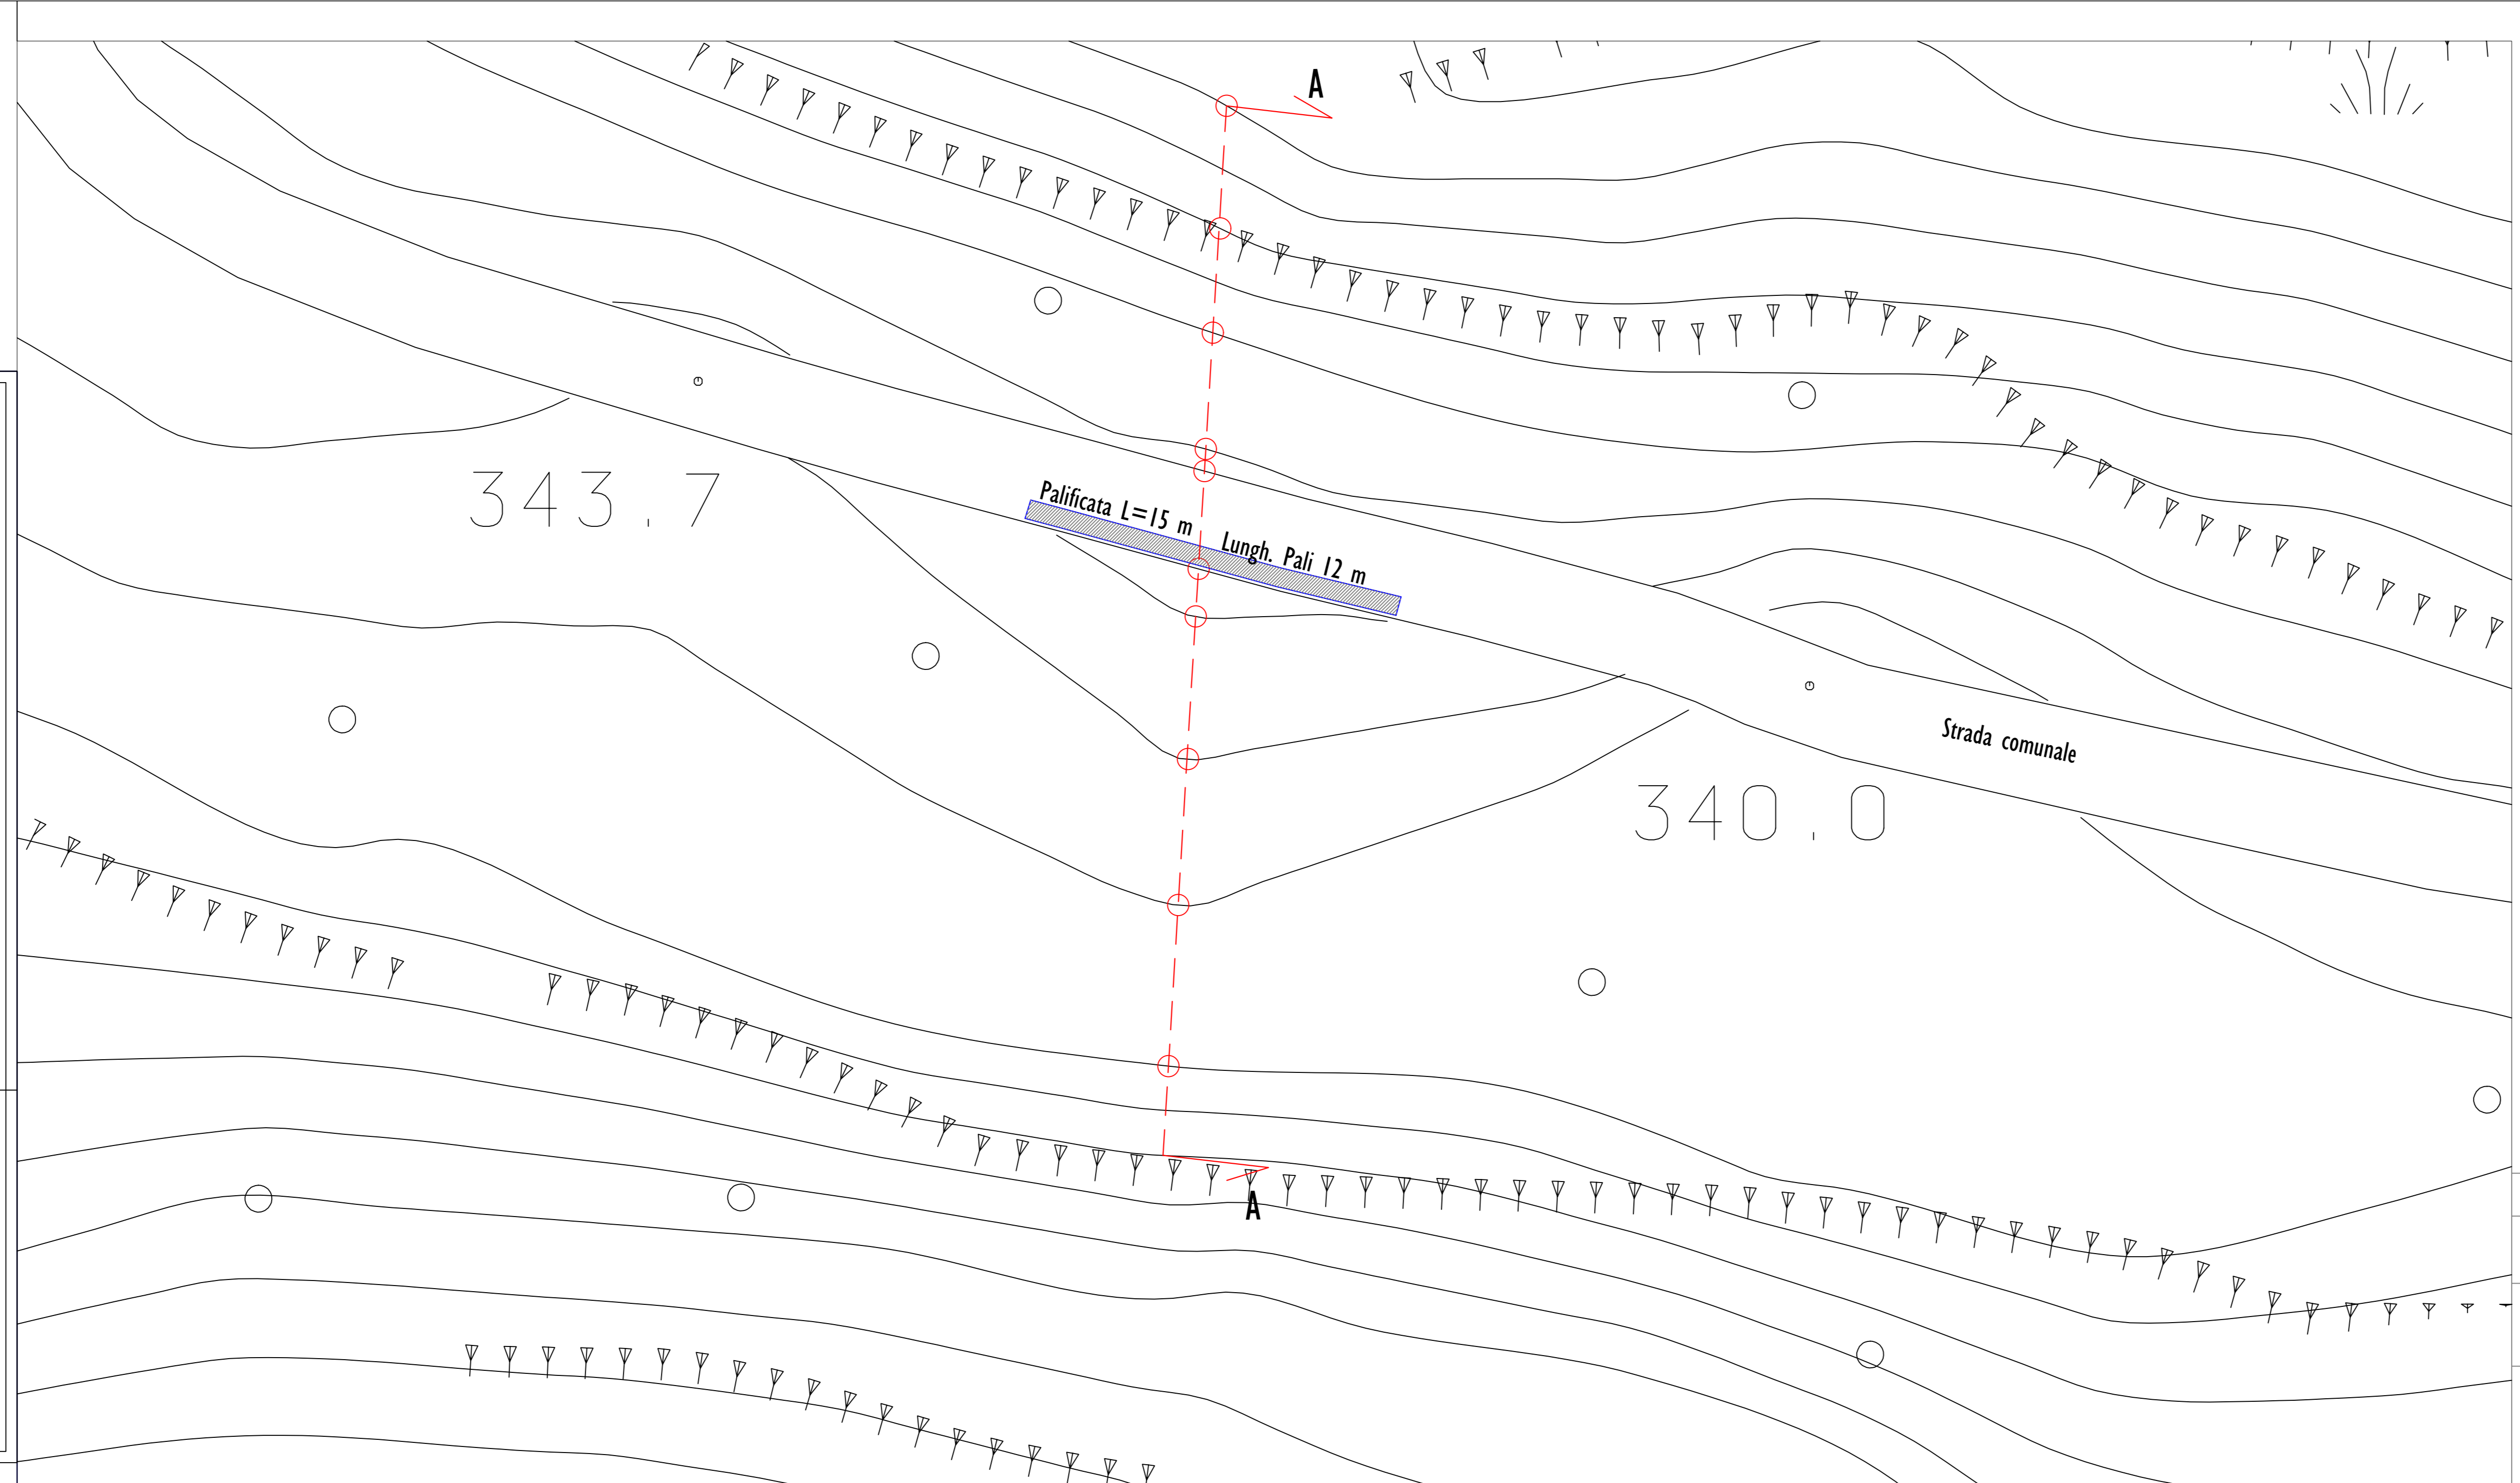 A
343.7
Palificata L=15 m Lungh. Pali 12 m
Strada comunale
340.0
A